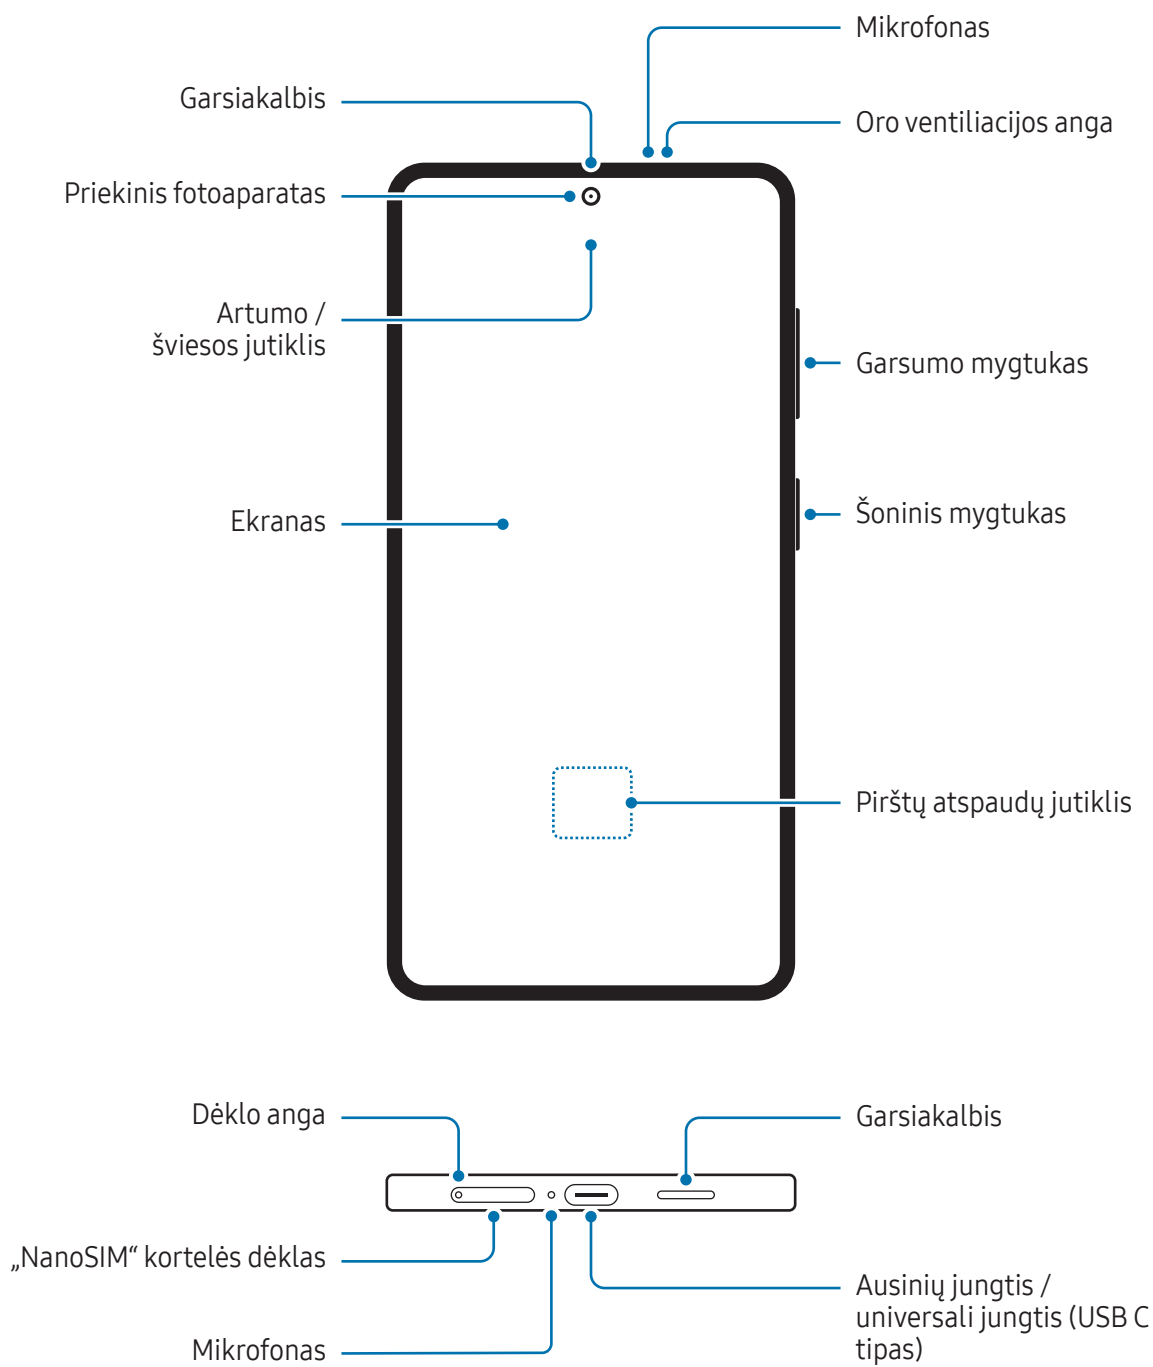 Mikrofonas
Garsiakalbis
Oro ventiliacijos anga
Priekinis fotoaparatas
Artumo /
šviesos jutiklis
Garsumo mygtukas
Ekranas
Šoninis mygtukas
Pirštų atspaudų jutiklis
Dėklo anga
Garsiakalbis
„NanoSIM“ kortelės dėklas
Ausinių jungtis /
universali jungtis (USB C
tipas)
Mikrofonas